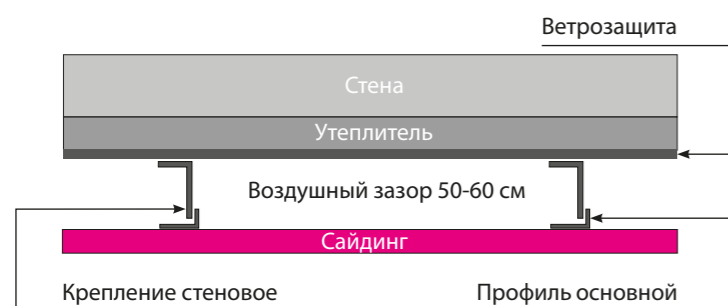 Ветрозащита
Стена
Утеплитель
Воздушный зазор 50-60 см
Сайдинг
Крепление стеновое
Профиль основной